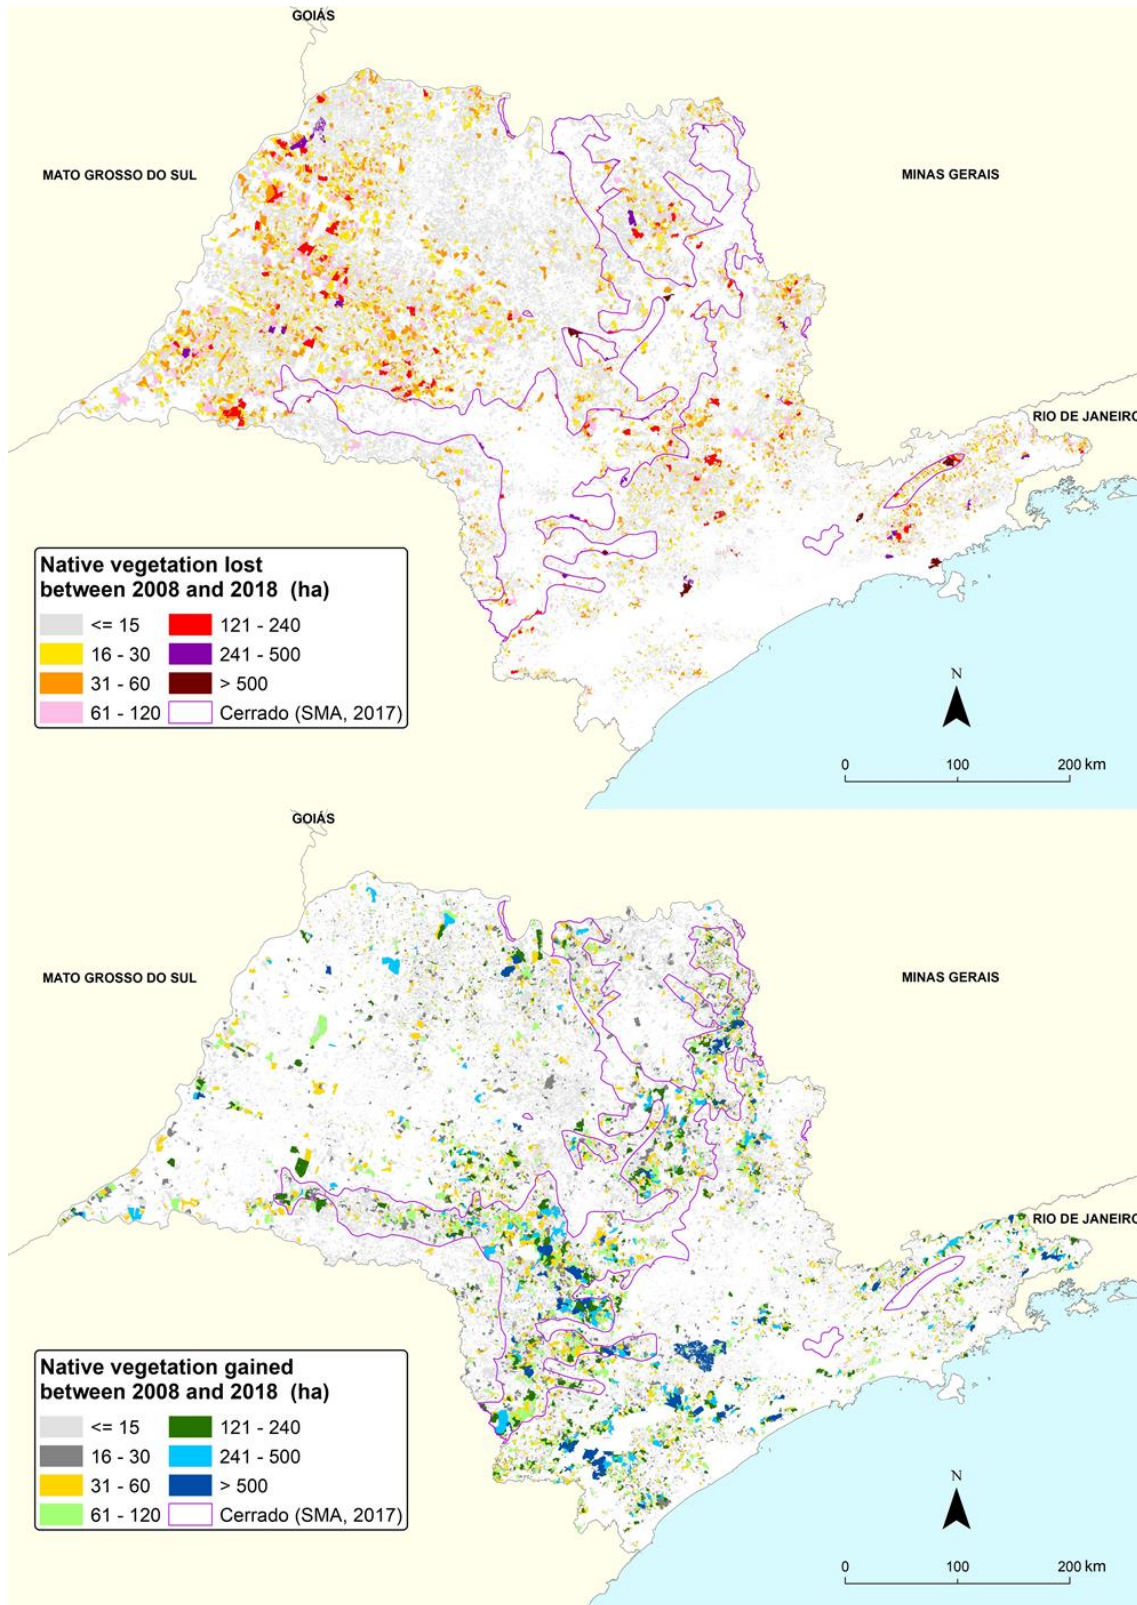 GOIÁS
MATO GROSSO DO SUL
MINAS GERAIS
RIO DE JANEIRO
Native vegetation lost
between 2008 and 2018 (ha)
<= 15
121 - 240
16 - 30
241 - 500
31 - 60
> 500
61 - 120
Cerrado (SMA, 2017)
N
0 100 200 km
GOIÁS
MATO GROSSO DO SUL
MINAS GERAIS
RIO DE JANEIRO
Native vegetation gained
between 2008 and 2018 (ha)
<= 15
121 - 240
16 - 30
241 - 500
31 - 60
> 500
61 - 120
Cerrado (SMA, 2017)
N
0 100 200 km